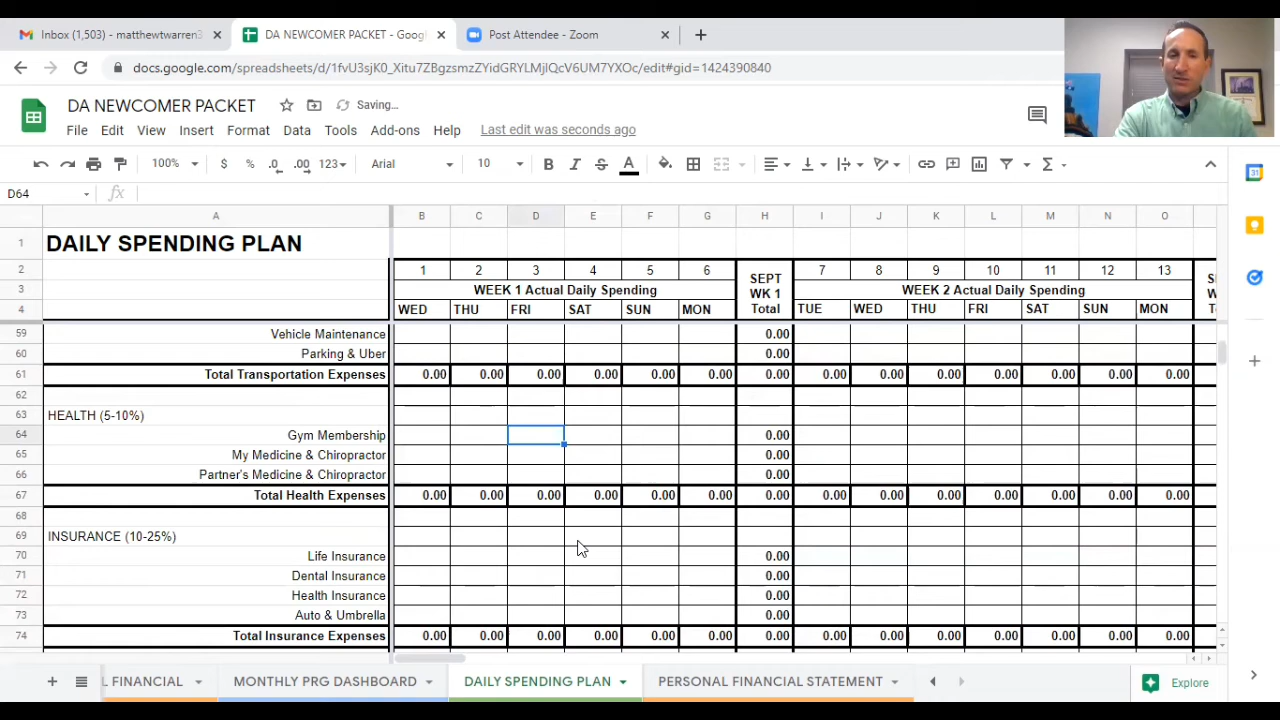 Inbox (1,503) - matthewtwarren3
DA NEWCOMER PACKET - Googl
Post Attendee - Zoom
docs.google.com/spreadsheets/d/1fvU3sjK0_Xitu7ZBgzsmzZYidGRYLMjlQcV6UM7YXOc/edit#gid=1424390840
DA NEWCOMER PACKET
Saving...
File Edit View Insert Format Data Tools Add-ons Help Last edit was seconds ago
100% $ % .0 .00 123 Arial 10 B I S A
D64 fx
A B C D E F G H I J K L M N O
1 DAILY SPENDING PLAN
2 1 2 3 4 5 6 SEPT 7 8 9 10 11 12 13
3 WEEK 1 Actual Daily Spending WK 1 WEEK 2 Actual Daily Spending
4 WED THU FRI SAT SUN MON Total TUE WED THU FRI SAT SUN MON
59 Vehicle Maintenance 0.00
60 Parking & Uber 0.00
61 Total Transportation Expenses 0.00 0.00 0.00 0.00 0.00 0.00 0.00 0.00 0.00 0.00 0.00 0.00 0.00 0.00
62
63 HEALTH (5-10%)
64 Gym Membership 0.00
65 My Medicine & Chiropractor 0.00
66 Partner's Medicine & Chiropractor 0.00
67 Total Health Expenses 0.00 0.00 0.00 0.00 0.00 0.00 0.00 0.00 0.00 0.00 0.00 0.00 0.00 0.00
68
69 INSURANCE (10-25%)
70 Life Insurance 0.00
71 Dental Insurance 0.00
72 Health Insurance 0.00
73 Auto & Umbrella 0.00
74 Total Insurance Expenses 0.00 0.00 0.00 0.00 0.00 0.00 0.00 0.00 0.00 0.00 0.00 0.00 0.00 0.00
L FINANCIAL MONTHLY PRG DASHBOARD DAILY SPENDING PLAN PERSONAL FINANCIAL STATEMENT Explore